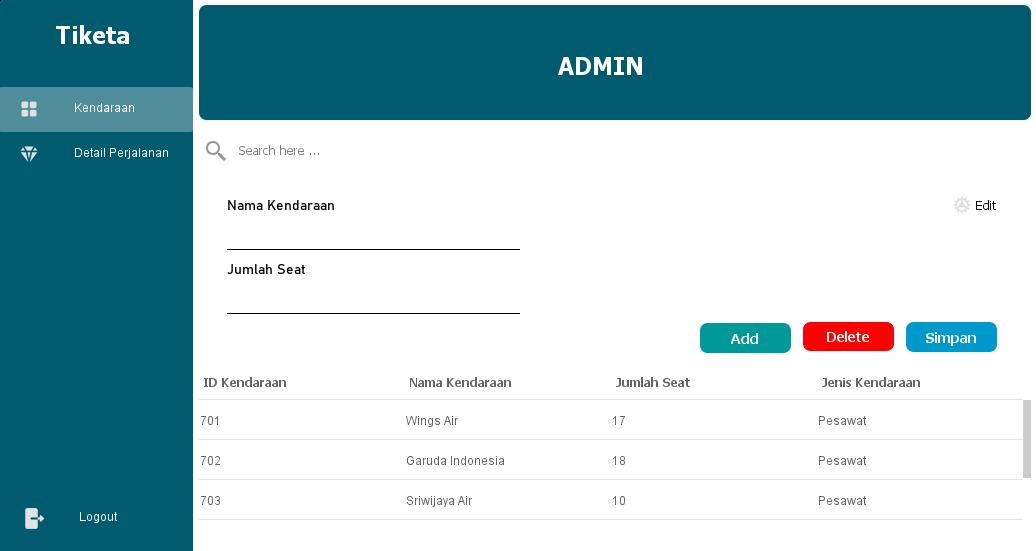 Tiketa
ADMIN
Kendaraan
Detail Perjalanan
Search here ...
Nama Kendaraan
Edit
Jumlah Seat
Add Delete Simpan
ID Kendaraan Nama Kendaraan Jumlah Seat Jenis Kendaraan
701 Wings Air 17 Pesawat
702 Garuda Indonesia 18 Pesawat
703 Sriwijaya Air 10 Pesawat
Logout